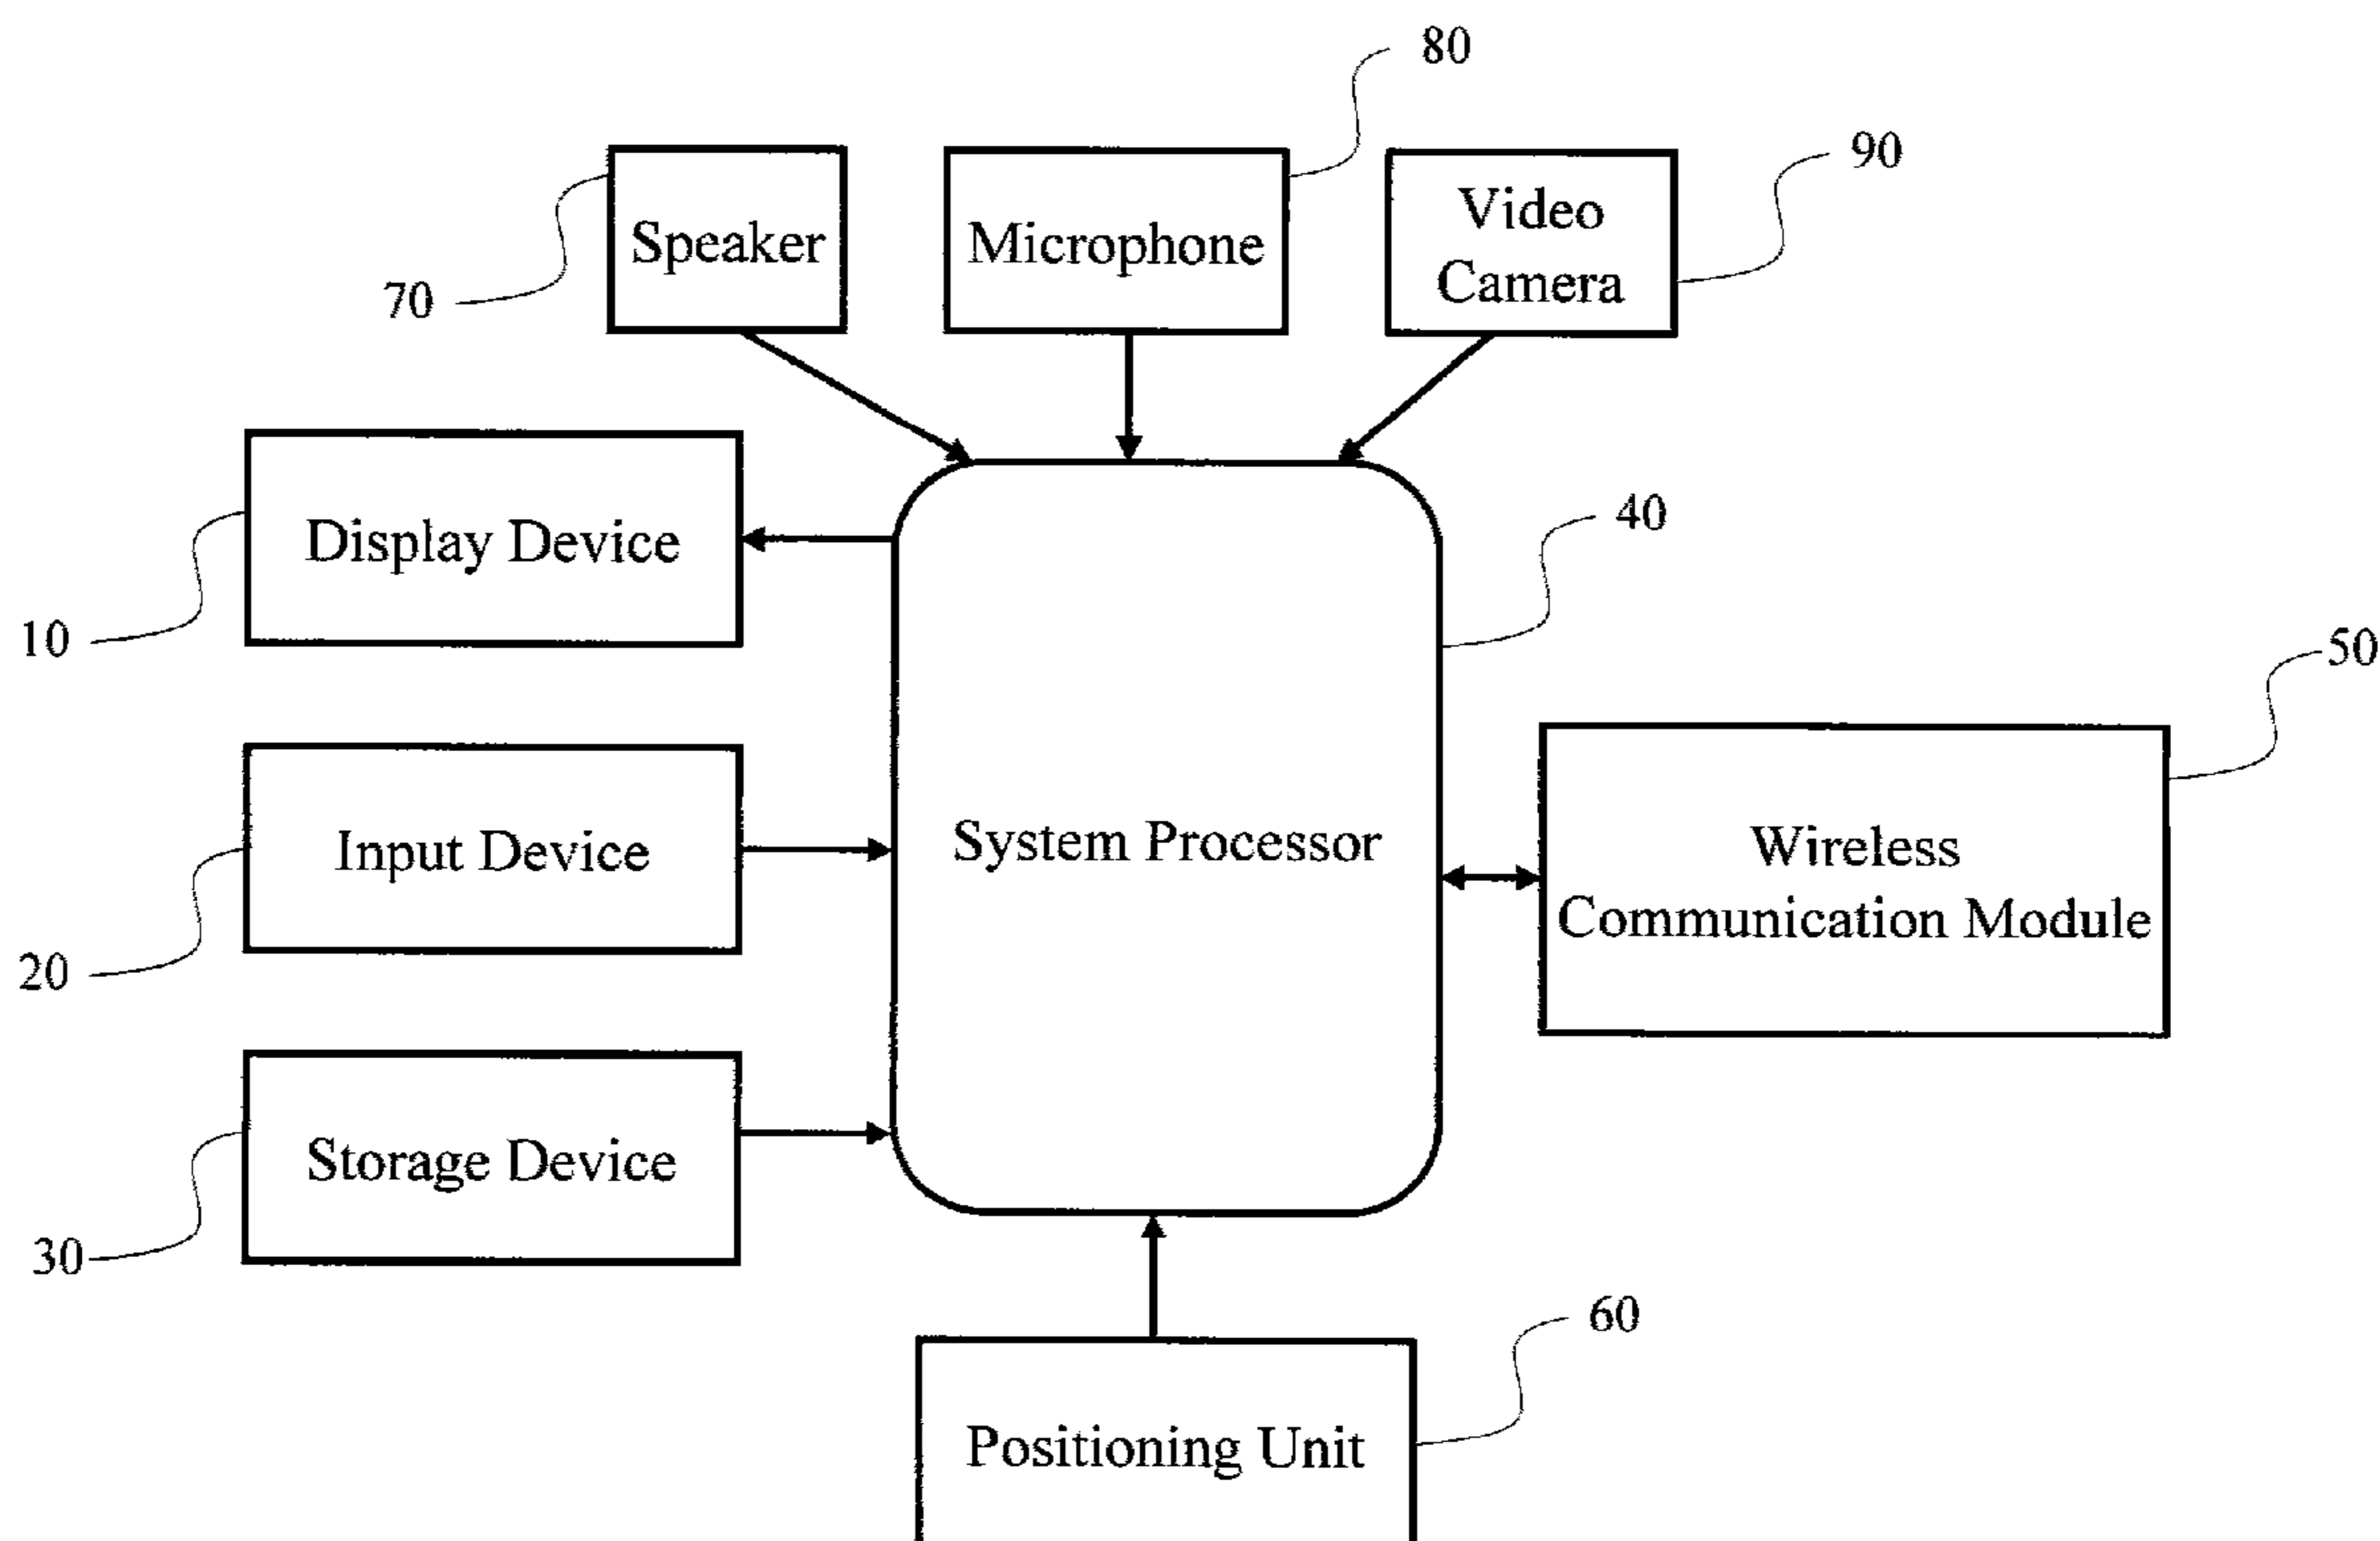 80
90
Speaker
Microphone
Video
Camera
70
40
Display Device
10
50
Input Device
System Processor
Wireless
Communication Module
20
Storage Device
30
60
Positioning Unit